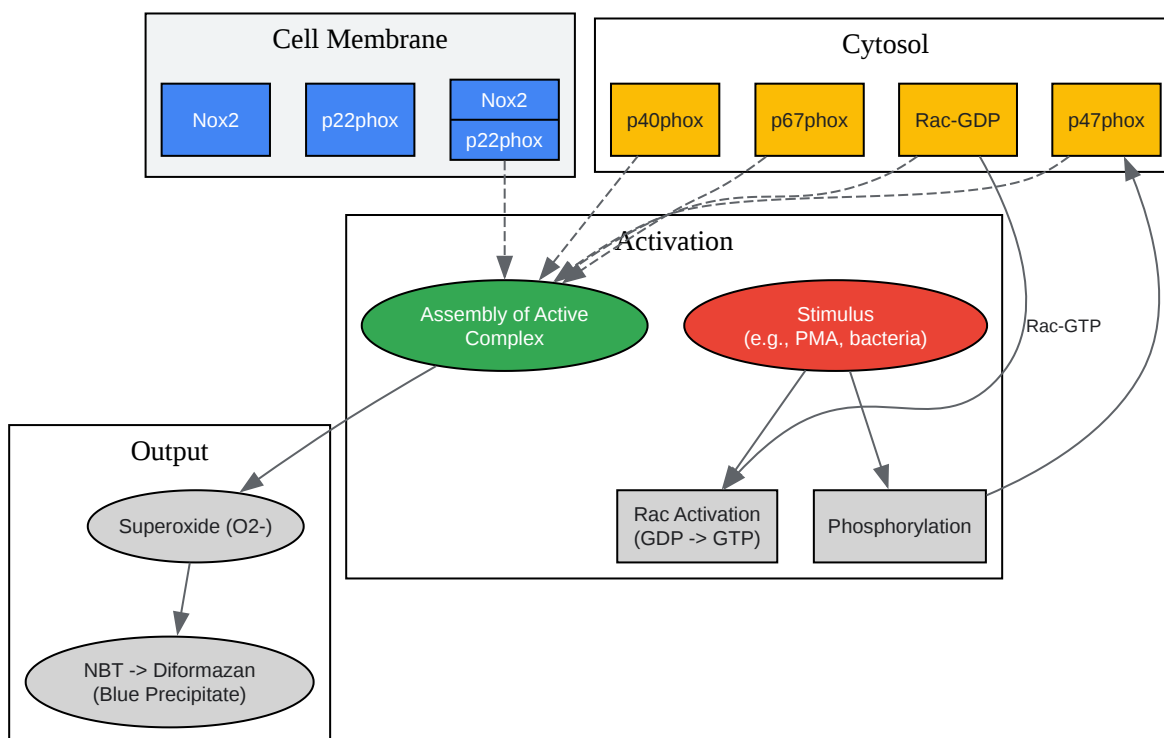 Cell Membrane
Cytosol
Nox2
p22phox
Nox2
p22phox
p40phox
p67phox
Rac-GDP
p47phox
Activation
Assembly of Active
Complex
Stimulus
(e.g., PMA, bacteria)
Rac-GTP
Output
Superoxide (O2-)
Rac Activation
(GDP -> GTP)
Phosphorylation
NBT -> Diformazan
(Blue Precipitate)